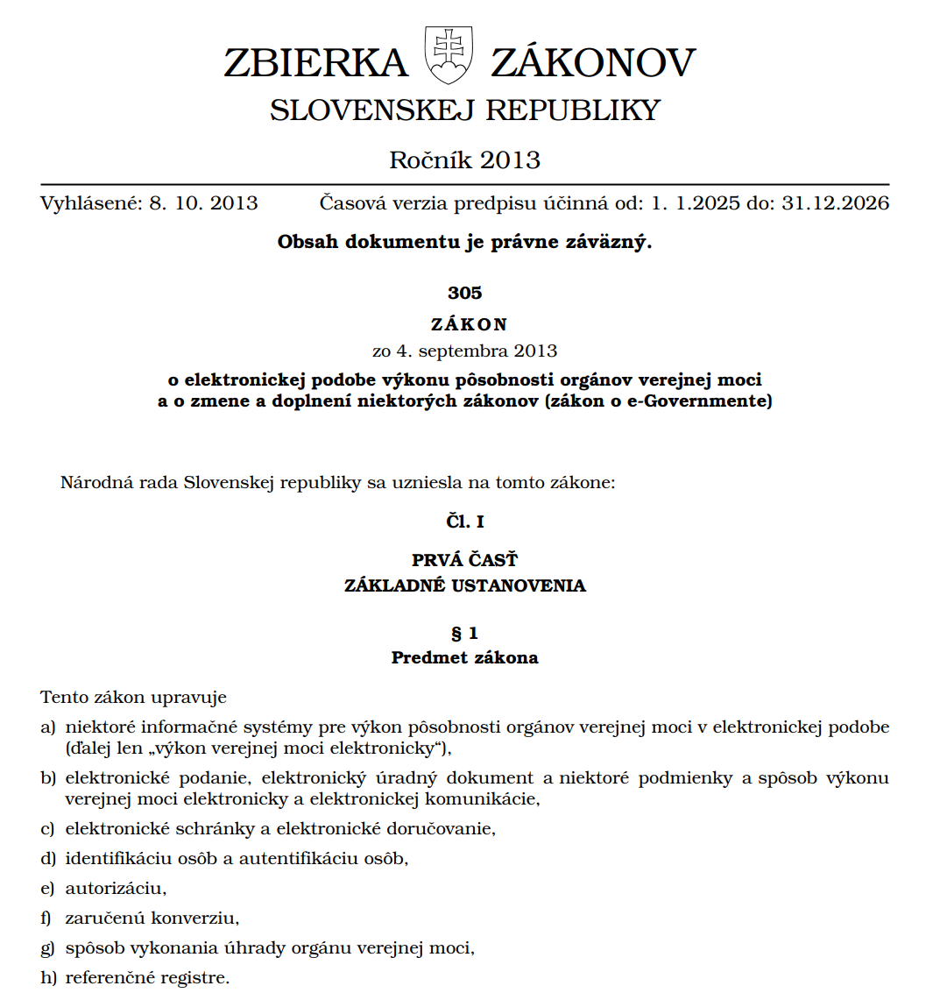 ZBIERKA ZÁKONOV
SLOVENSKEJ REPUBLIKY
Ročník 2013
Vyhlásené: 8. 10. 2013 Časová verzia predpisu účinná od: 1. 1.2025 do: 31.12.2026
Obsah dokumentu je právne záväzný.
305
ZÁKON
zo 4. septembra 2013
o elektronickej podobe výkonu pôsobnosti orgánov verejnej moci
a o zmene a doplnení niektorých zákonov (zákon o e-Governmente)
Národná rada Slovenskej republiky sa uzniesla na tomto zákone:
Čl. I
PRVÁ ČASŤ
ZÁKLADNÉ USTANOVENIA
§ 1
Predmet zákona
Tento zákon upravuje
a) niektoré informačné systémy pre výkon pôsobnosti orgánov verejnej moci v elektronickej podobe
(ďalej len „výkon verejnej moci elektronicky“),
b) elektronické podanie, elektronický úradný dokument a niektoré podmienky a spôsob výkonu
verejnej moci elektronicky a elektronickej komunikácie,
c) elektronické schránky a elektronické doručovanie,
d) identifikáciu osôb a autentifikáciu osôb,
e) autorizáciu,
f) zaručenú konverziu,
g) spôsob vykonania úhrady orgánu verejnej moci,
h) referenčné registre.